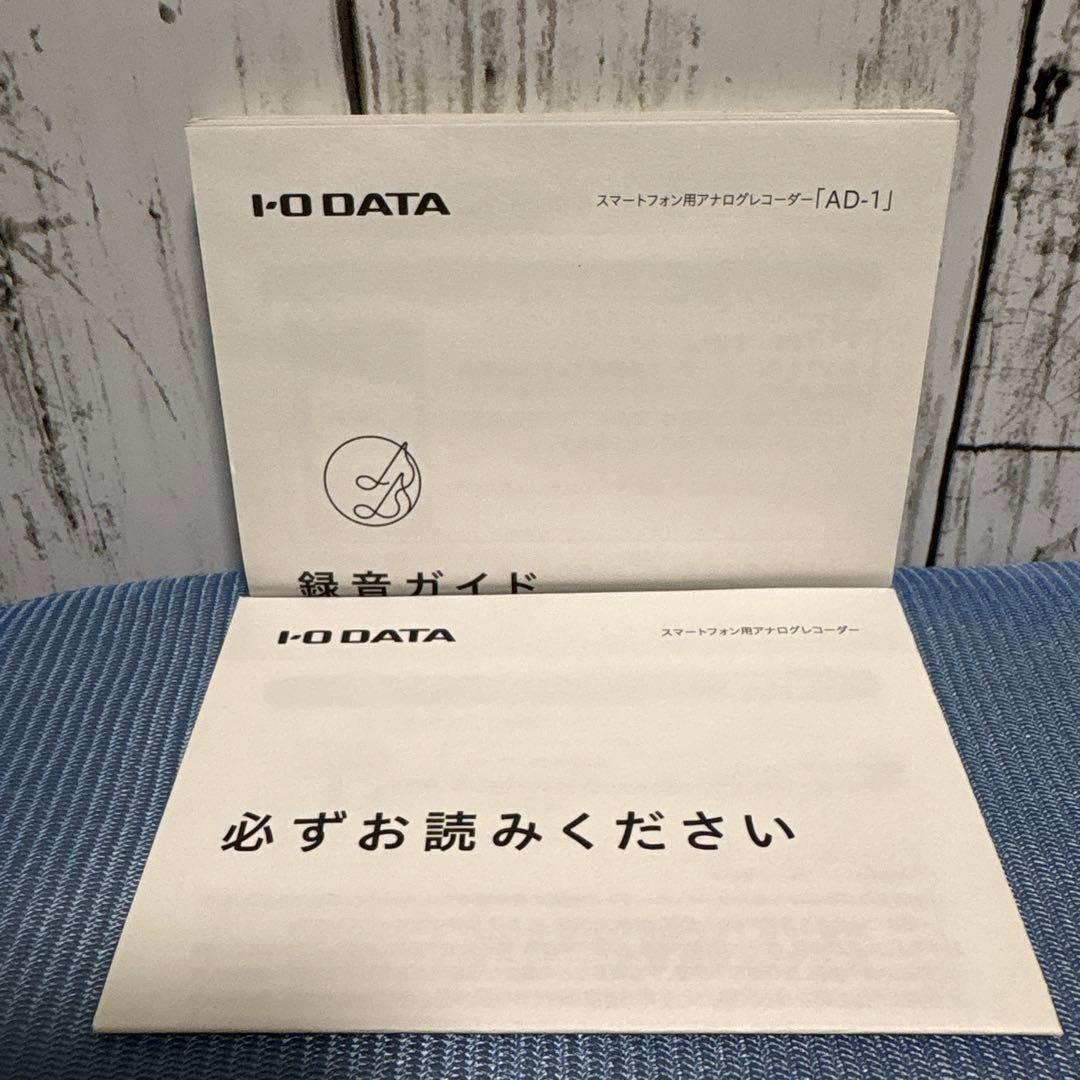 I-O DATA
スマートフォン用アナログレコーダー「AD-1」
録音ガイド
I-O DATA
スマートフォン用アナログレコーダー
必ずお読みください